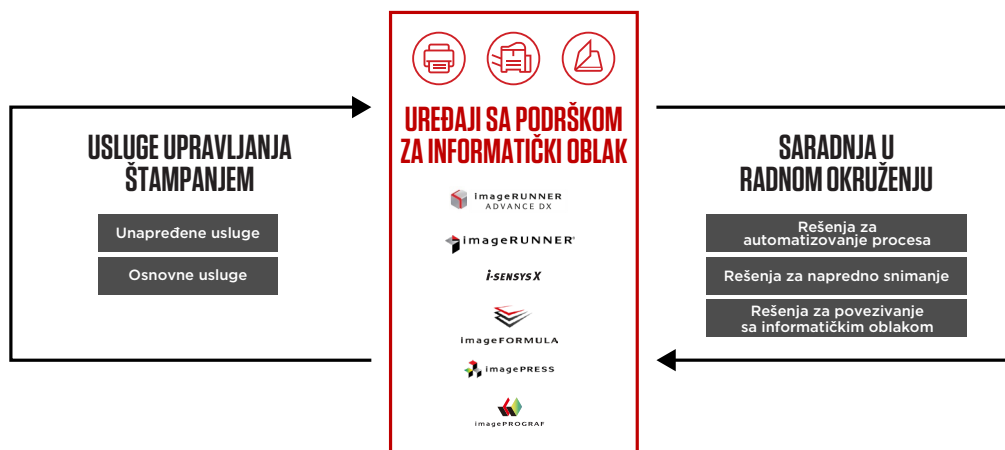 USLUGE UPRAVLJANJA
ŠTAMPANJEM
Unapređene usluge
Osnovne usluge
UREĐAJI SA PODRŠKOM
ZA INFORMATIČKI OBLAK
imageRUNNER
ADVANCE DX
imageRUNNER®
i-SENSYS X
imageFORMULA
imagePRESS
imagePROGRAF
SARADNJA U
RADNOM OKRUŽENJU
Rešenja za
automatizovanje procesa
Rešenja za napredno snimanje
Rešenja za povezivanje
sa informatičkim oblakom